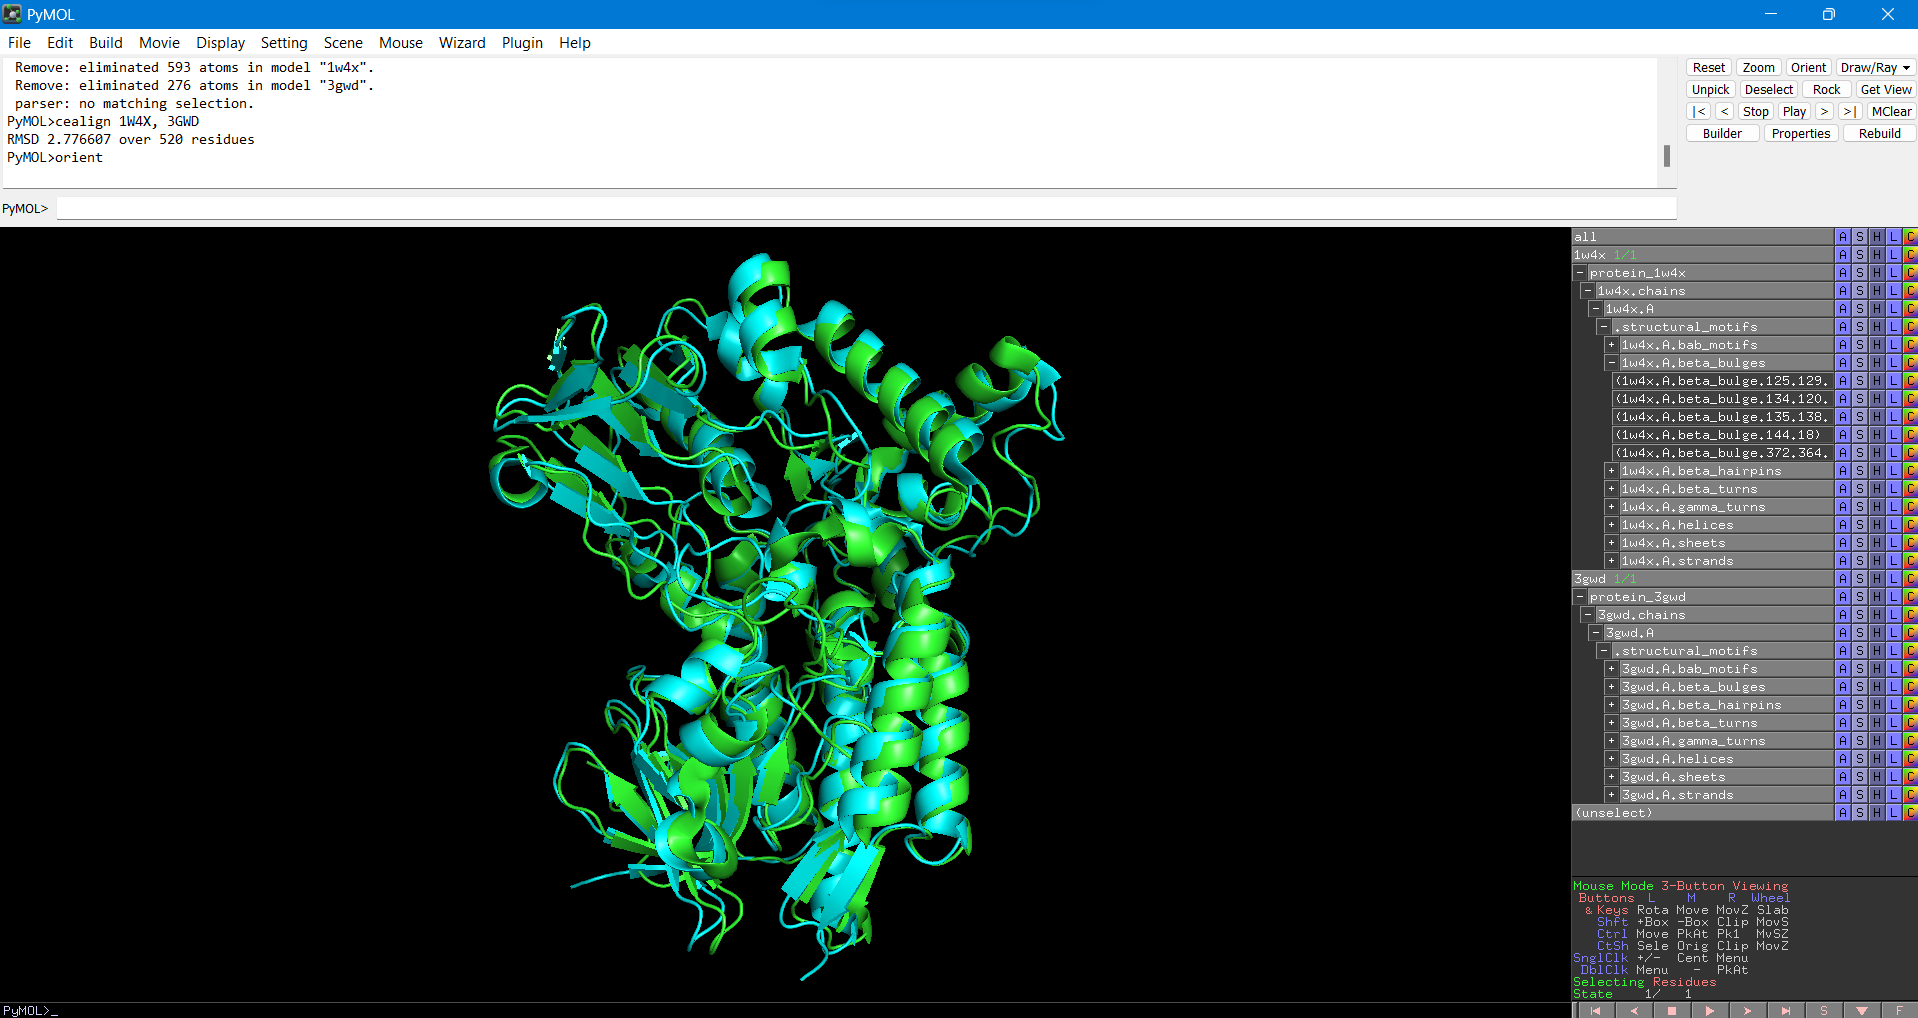 PyMOL
File Edit Build Movie Display Setting Scene Mouse Wizard Plugin Help
Remove: eliminated 593 atoms in model "1w4x".
Remove: eliminated 276 atoms in model "3gwd".
parser: no matching selection.
PyMOL>cealign 1W4X, 3GWD
RMSD 2.776607 over 520 residues
PyMOL>orient
PyMOL>
Reset Zoom Orient Draw/Ray
Unpick Deselect Rock Get View
|< < Stop Play > >| MClear
Builder Properties Rebuild
all A S H L C
1w4x 1/1 A S H L C
- protein_1w4x A S H L C
- 1w4x.chains A S H L C
- 1w4x.A A S H L C
- .structural_motifs A S H L C
+ 1w4x.A.bab_motifs A S H L C
- 1w4x.A.beta_bulges A S H L C
(1w4x.A.beta_bulge.125.129. A S H L C
(1w4x.A.beta_bulge.134.120. A S H L C
(1w4x.A.beta_bulge.135.138. A S H L C
(1w4x.A.beta_bulge.144.18) A S H L C
(1w4x.A.beta_bulge.372.364. A S H L C
+ 1w4x.A.beta_hairpins A S H L C
+ 1w4x.A.beta_turns A S H L C
+ 1w4x.A.gamma_turns A S H L C
+ 1w4x.A.helices A S H L C
+ 1w4x.A.sheets A S H L C
+ 1w4x.A.strands A S H L C
3gwd 1/1 A S H L C
- protein_3gwd A S H L C
- 3gwd.chains A S H L C
- 3gwd.A A S H L C
- .structural_motifs A S H L C
+ 3gwd.A.bab_motifs A S H L C
+ 3gwd.A.beta_bulges A S H L C
+ 3gwd.A.beta_hairpins A S H L C
+ 3gwd.A.beta_turns A S H L C
+ 3gwd.A.gamma_turns A S H L C
+ 3gwd.A.helices A S H L C
+ 3gwd.A.sheets A S H L C
+ 3gwd.A.strands A S H L C
(unselect) A S H L C
Mouse Mode 3-Button Viewing
Buttons L M R Wheel
& Keys Rota Move MovZ Slab
Shft +Box -Box Clip MovS
Ctrl Move PkAt Pk1 MvSZ
CtSh Sele Orig Clip MovZ
SnglClk +/- Cent Menu
DblClk Menu - PkAt
Selecting Residues
State 1/ 1
PyMOL>_
S F